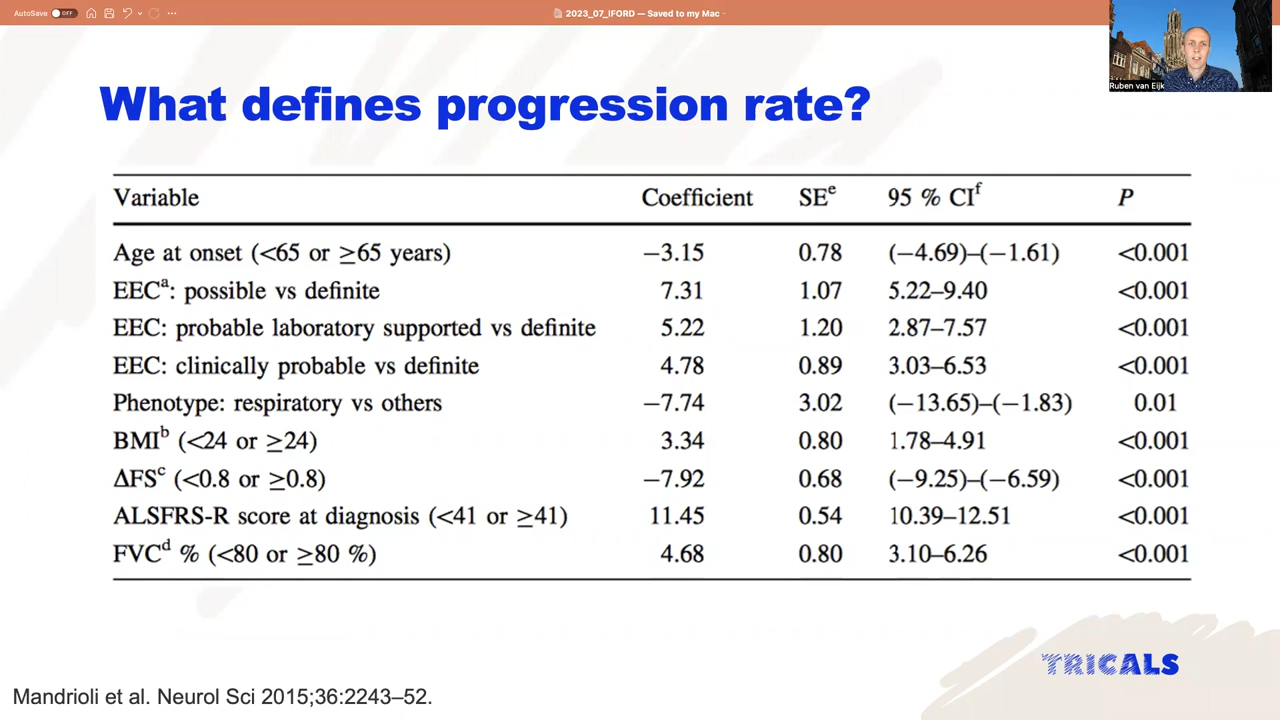 AutoSave OFF
2023_07_IFORD — Saved to my Mac
Ruben van Eijk
What defines progression rate?
Variable Coefficient SEᵉ 95 % CIᶠ P
Age at onset (<65 or ≥65 years) −3.15 0.78 (−4.69)–(−1.61) <0.001
EECᵃ: possible vs definite 7.31 1.07 5.22–9.40 <0.001
EEC: probable laboratory supported vs definite 5.22 1.20 2.87–7.57 <0.001
EEC: clinically probable vs definite 4.78 0.89 3.03–6.53 <0.001
Phenotype: respiratory vs others −7.74 3.02 (−13.65)–(−1.83) 0.01
BMIᵇ (<24 or ≥24) 3.34 0.80 1.78–4.91 <0.001
ΔFSᶜ (<0.8 or ≥0.8) −7.92 0.68 (−9.25)–(−6.59) <0.001
ALSFRS-R score at diagnosis (<41 or ≥41) 11.45 0.54 10.39–12.51 <0.001
FVCᵈ % (<80 or ≥80 %) 4.68 0.80 3.10–6.26 <0.001
TRICALS
Mandrioli et al. Neurol Sci 2015;36:2243–52.